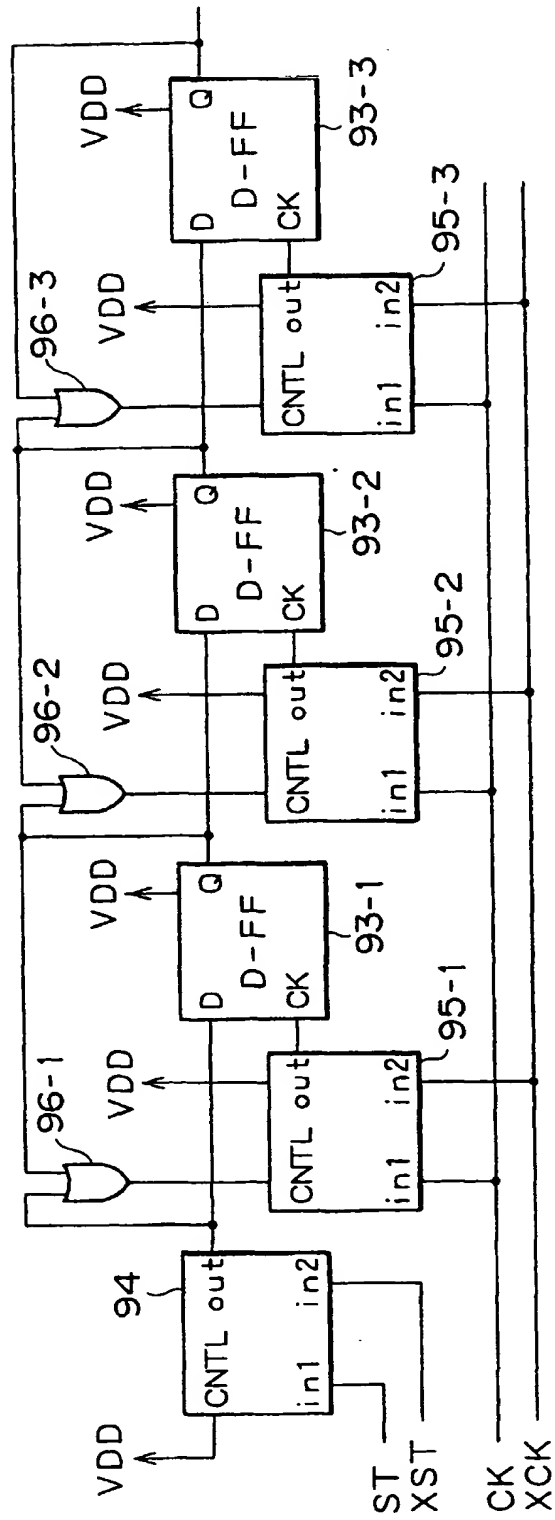 VDD
94
CNTL out
in1 in2
ST
XST
CK
XCK
96-1
VDD
CNTL out
in1 in2
95-1
VDD
D Q
D-FF
CK
93-1
96-2
VDD
CNTL out
in1 in2
95-2
VDD
D Q
D-FF
CK
93-2
96-3
VDD
CNTL out
in1 in2
95-3
VDD
D Q
D-FF
CK
93-3